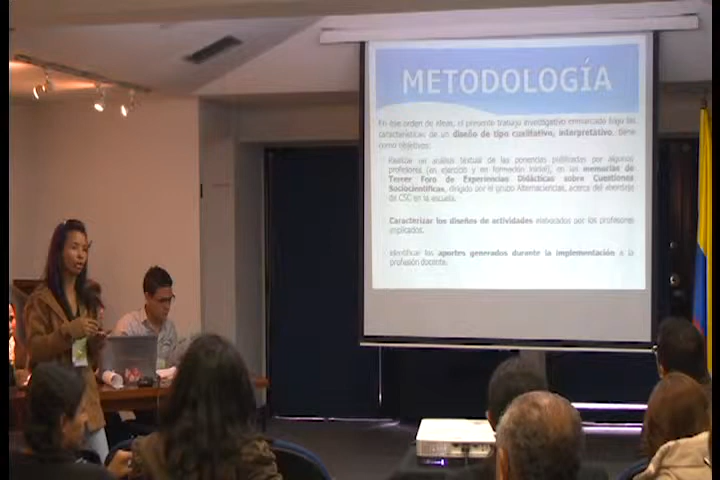 METODOLOGÍA
En ese orden de ideas, el presente trabajo investigativo enmarcado bajo las
características de un diseño de tipo cualitativo, interpretativo, tiene
como objetivos:
Realizar un análisis textual de las ponencias publicadas por algunos
profesores (en ejercicio y en formación inicial), en las memorias de
Tercer Foro de Experiencias Didácticas sobre Cuestiones
Sociocientíficas, dirigido por el grupo Alternaciencias, acerca del abordaje
de CSC en la escuela.
Caracterizar los diseños de actividades elaborados por los profesores
implicados.
Identificar los aportes generados durante la implementación a la
profesión docente.